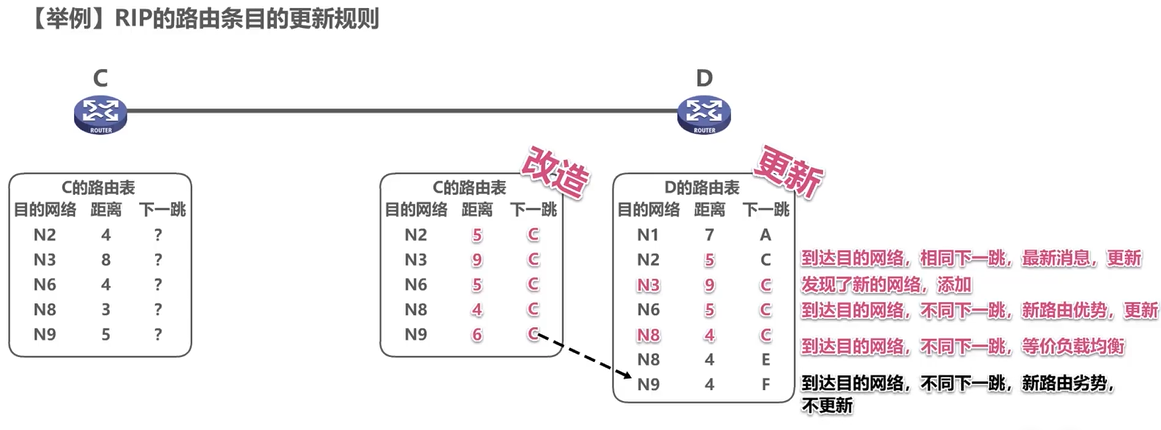 【举例】RIP的路由条目的更新规则
C
D
ROUTER
ROUTER
C的路由表
目的网络 距离 下一跳
N2 4 ?
N3 8 ?
N6 4 ?
N8 3 ?
N9 5 ?
改造
C的路由表
目的网络 距离 下一跳
N2 5 C
N3 9 C
N6 5 C
N8 4 C
N9 6 C
更新
D的路由表
目的网络 距离 下一跳
N1 7 A
N2 5 C
N3 9 C
N6 5 C
N8 4 C
N8 4 E
N9 4 F
到达目的网络，相同下一跳，最新消息，更新
发现了新的网络，添加
到达目的网络，不同下一跳，新路由优势，更新
到达目的网络，不同下一跳，等价负载均衡
到达目的网络，不同下一跳，新路由劣势，
不更新